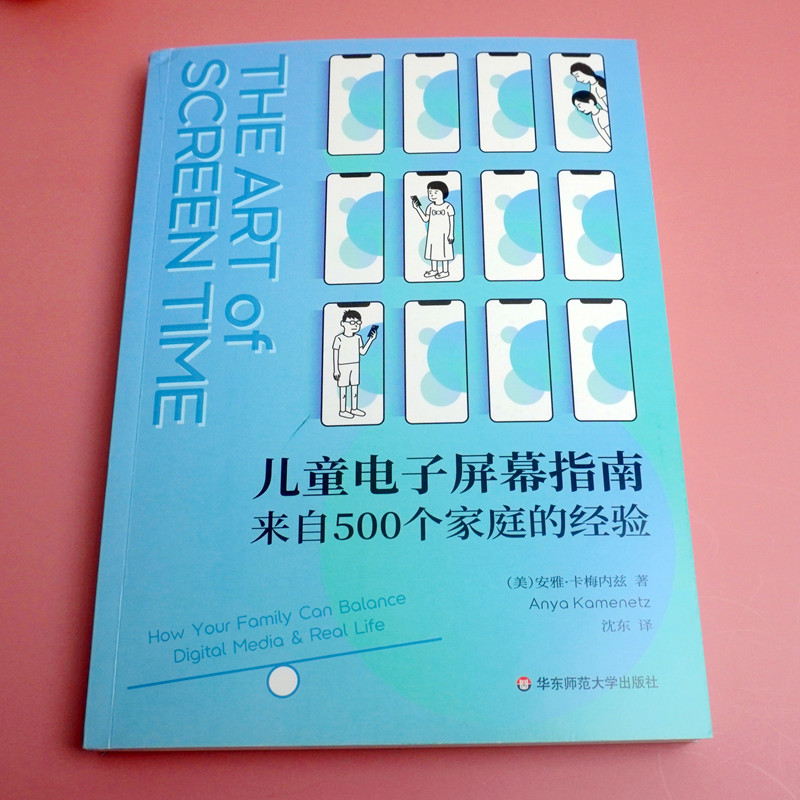 THE ART of
SCREEN TIME
儿童电子屏幕指南
来自500个家庭的经验
（美）安雅·卡梅内兹 著
Anya Kamenetz
沈东 译
How Your Family Can Balance
Digital Media & Real Life
华东师范大学出版社